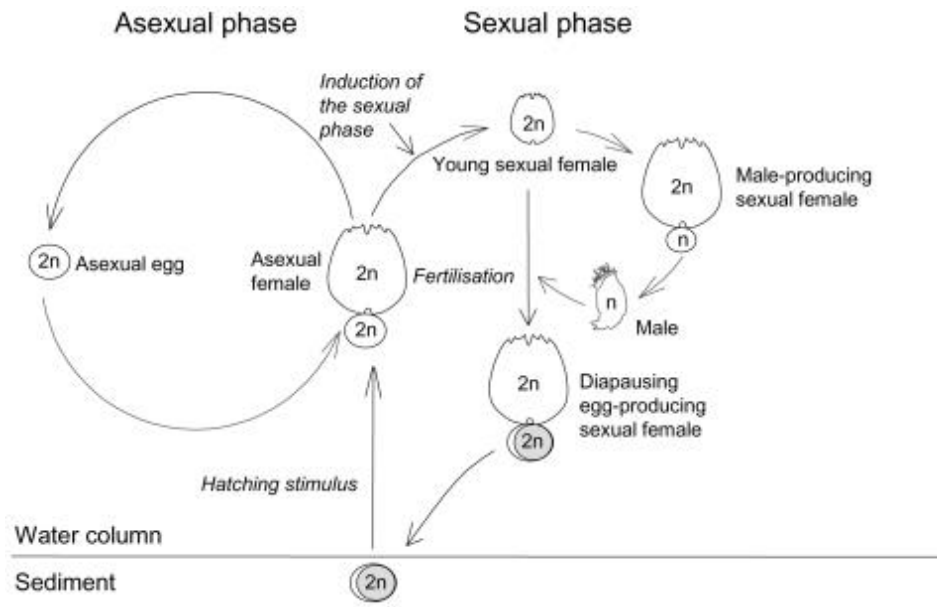 Asexual phase
Sexual phase
Induction of
the sexual
phase
2n
Young sexual female
2n
n
Male-producing
sexual female
2n
Asexual egg
Asexual
female
2n
2n
Fertilisation
n
Male
2n
2n
Diapausing
egg-producing
sexual female
Hatching stimulus
Water column
Sediment
2n